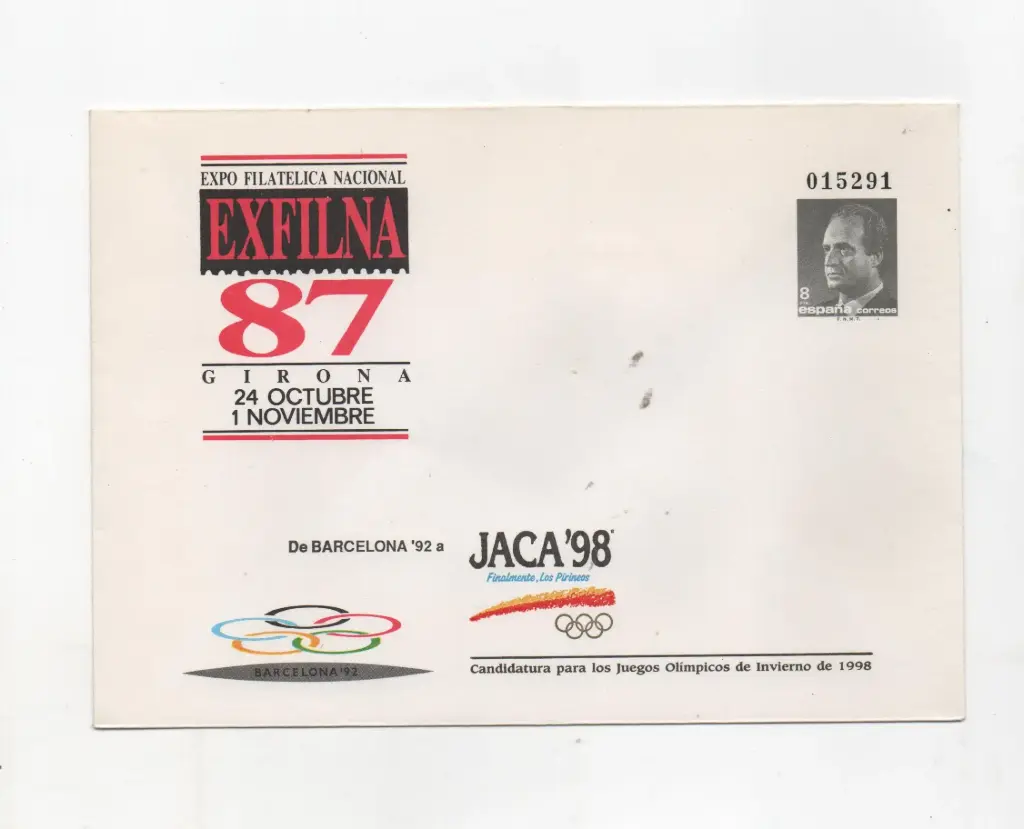 EXPO FILATELICA NACIONAL
EXFILNA
87
GIRONA
24 OCTUBRE
1 NOVIEMBRE
015291
8
españa correos
De BARCELONA '92 a
JACA '98
Finalmente, Los Pirineos
BARCELONA '92
Candidatura para los Juegos Olímpicos de Invierno de 1998